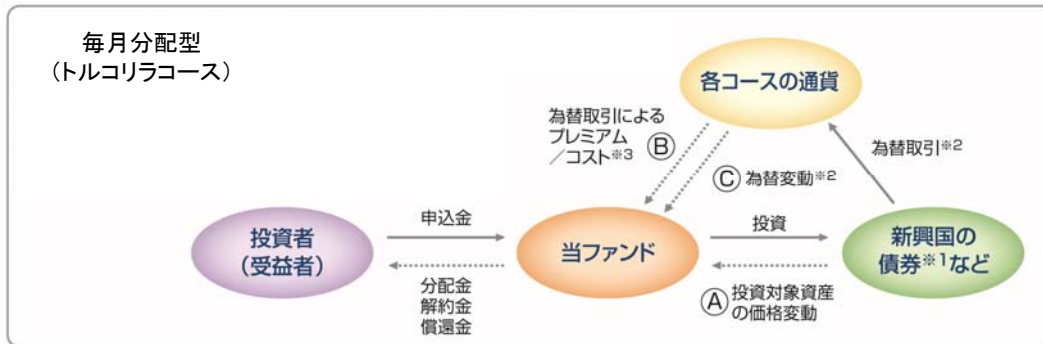 毎月分配型
（トルコリラコース）
各コースの通貨
為替取引による
プレミアム
／コスト※3 Ⓑ
為替取引※2
Ⓒ 為替変動※2
投資者
（受益者）
申込金
分配金
解約金
償還金
当ファンド
投資
Ⓐ 投資対象資産
の価格変動
新興国の
債券※1など